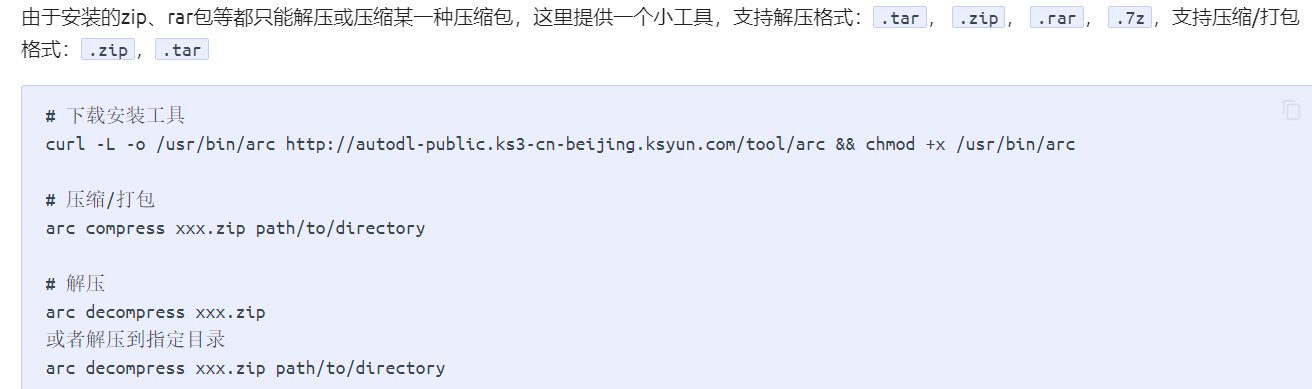 由于安装的zip、rar包等都只能解压或压缩某一种压缩包，这里提供一个小工具，支持解压格式：.tar，.zip，.rar，.7z，支持压缩/打包
格式：.zip，.tar
# 下载安装工具
curl -L -o /usr/bin/arc http://autodl-public.ks3-cn-beijing.ksyun.com/tool/arc && chmod +x /usr/bin/arc
# 压缩/打包
arc compress xxx.zip path/to/directory
# 解压
arc decompress xxx.zip
或者解压到指定目录
arc decompress xxx.zip path/to/directory